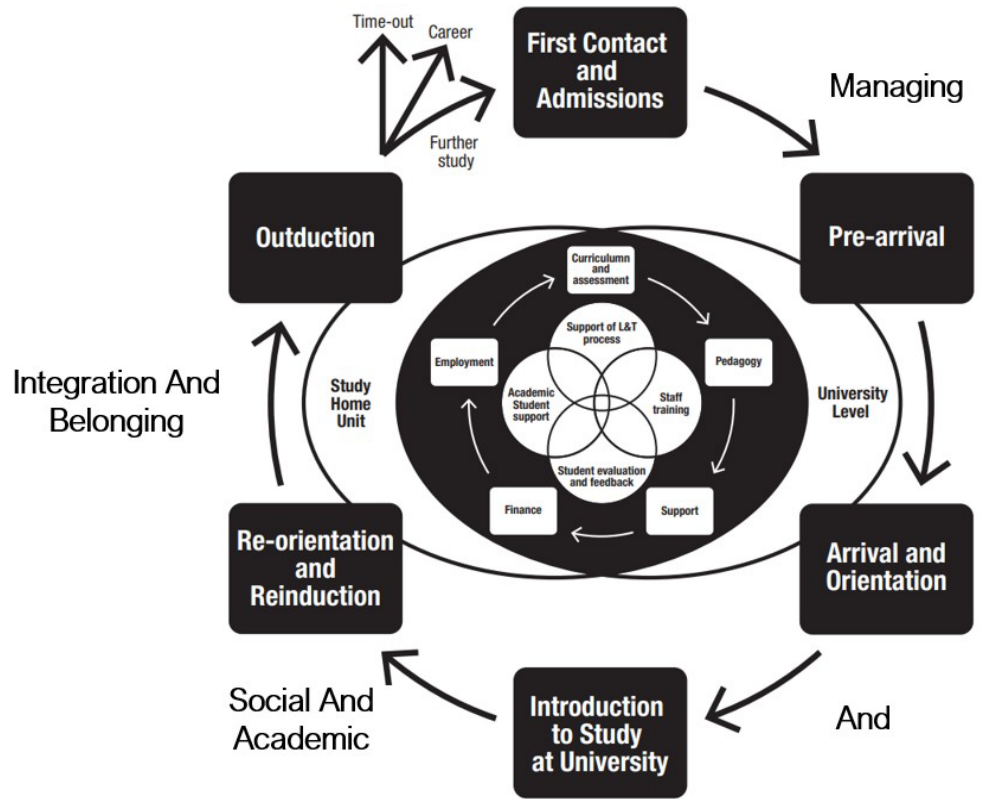 Time-out
Career
Further
study
First Contact
and
Admissions
Managing
Pre-arrival
Arrival and
Orientation
And
Introduction
to Study
at University
Social And
Academic
Re-orientation
and
Reinduction
Integration And
Belonging
Outduction
Study
Home
Unit
University
Level
Curriculumn
and
assessment
Pedagogy
Support
Finance
Employment
Support of L&T
process
Staff
training
Student evaluation
and feedback
Academic
Student
support